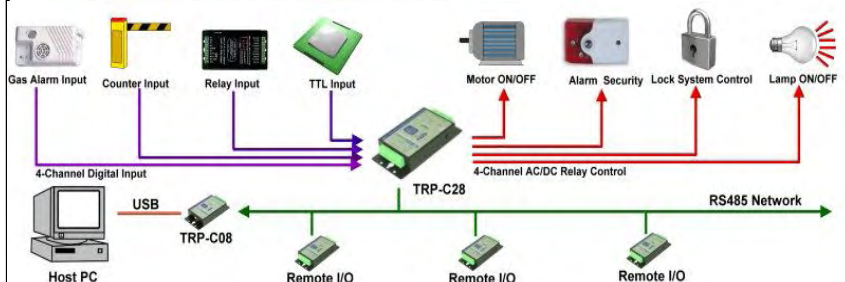 Gas Alarm Input
Counter Input
Relay Input
TTL Input
Motor ON/OFF
Alarm Security
Lock System Control
Lamp ON/OFF
4-Channel Digital Input
TRP-C28
4-Channel AC/DC Relay Control
USB
TRP-C08
RS485 Network
Host PC
Remote I/O
Remote I/O
Remote I/O